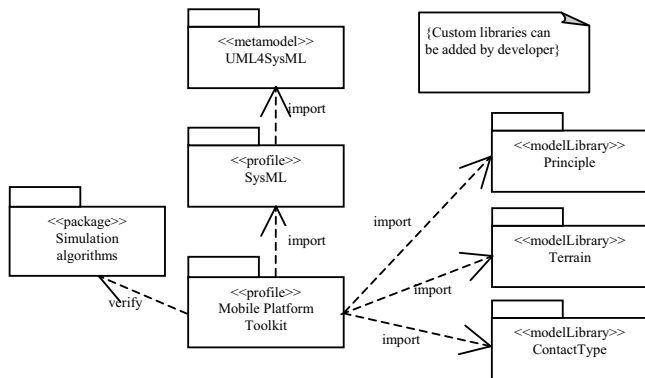 <<metamodel>>
UML4SysML
{Custom libraries can
be added by developer}
import
<<profile>>
SysML
<<modelLibrary>>
Principle
import
import
<<package>>
Simulation
algorithms
<<modelLibrary>>
Terrain
import
verify
<<profile>>
Mobile Platform
Toolkit
import
<<modelLibrary>>
ContactType